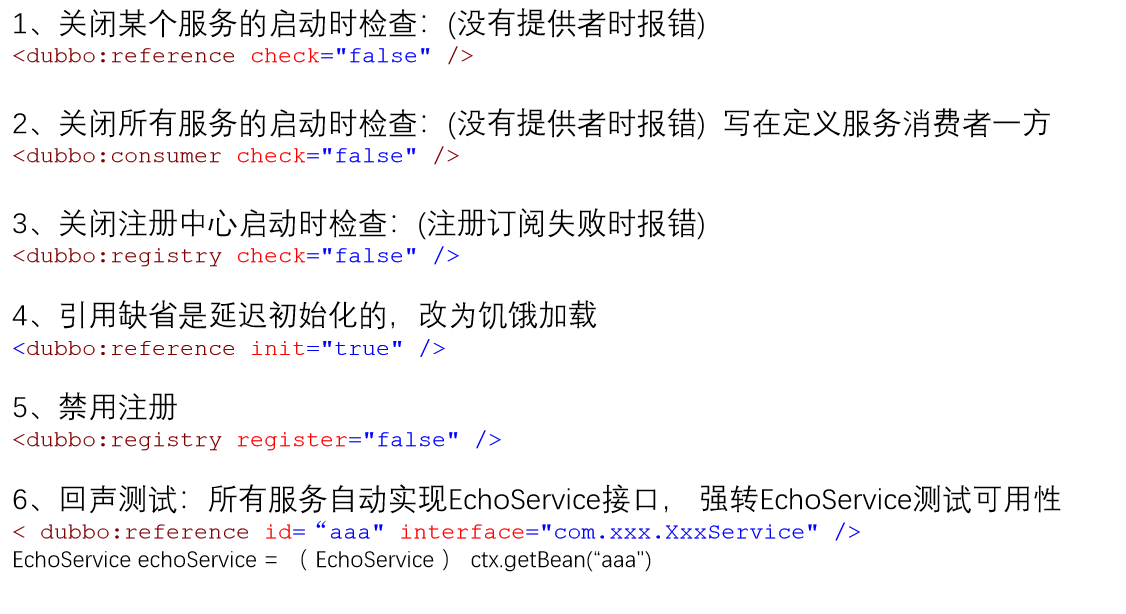 1、关闭某个服务的启动时检查：(没有提供者时报错)
<dubbo:reference check="false" />
2、关闭所有服务的启动时检查：(没有提供者时报错) 写在定义服务消费者一方
<dubbo:consumer check="false" />
3、关闭注册中心启动时检查：(注册订阅失败时报错)
<dubbo:registry check="false" />
4、引用缺省是延迟初始化的，改为饥饿加载
<dubbo:reference init="true" />
5、禁用注册
<dubbo:registry register="false" />
6、回声测试：所有服务自动实现EchoService接口， 强转EchoService测试可用性
< dubbo:reference id=“aaa" interface="com.xxx.XxxService" />
EchoService echoService = （ EchoService ） ctx.getBean(“aaa")